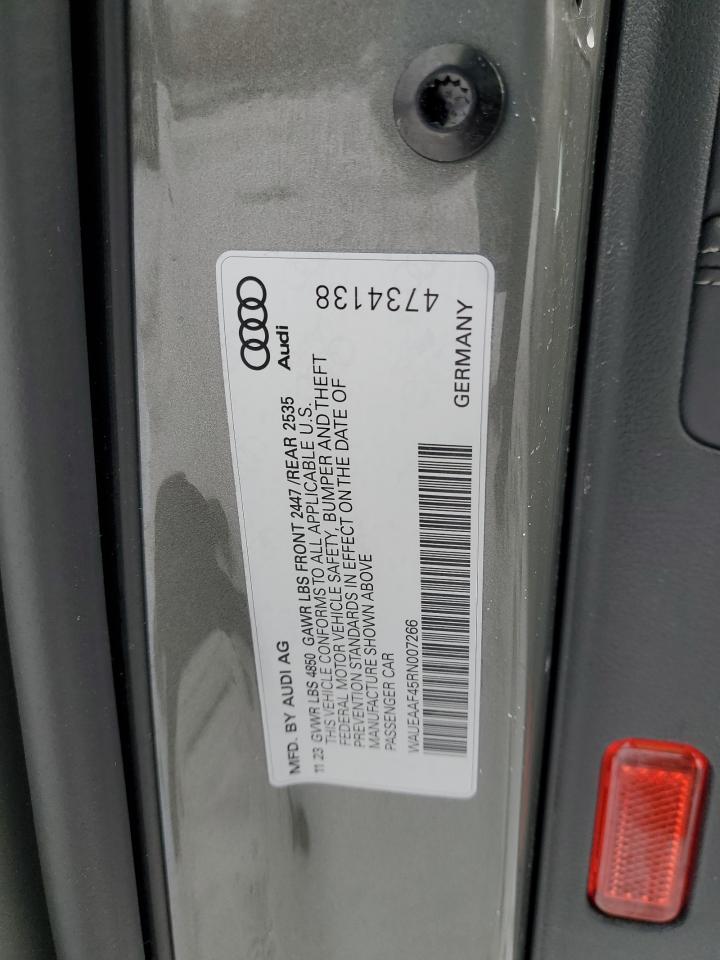 Audi
4734138
MFD. BY AUDI AG
11 23 GVWR LBS 4850 GAWR LBS FRONT 2447 /REAR 2535
THIS VEHICLE CONFORMS TO ALL APPLICABLE U.S.
FEDERAL MOTOR VEHICLE SAFETY, BUMPER AND THEFT
PREVENTION STANDARDS IN EFFECT ON THE DATE OF
MANUFACTURE SHOWN ABOVE
PASSENGER CAR
WAUEAAF45RN007266
GERMANY